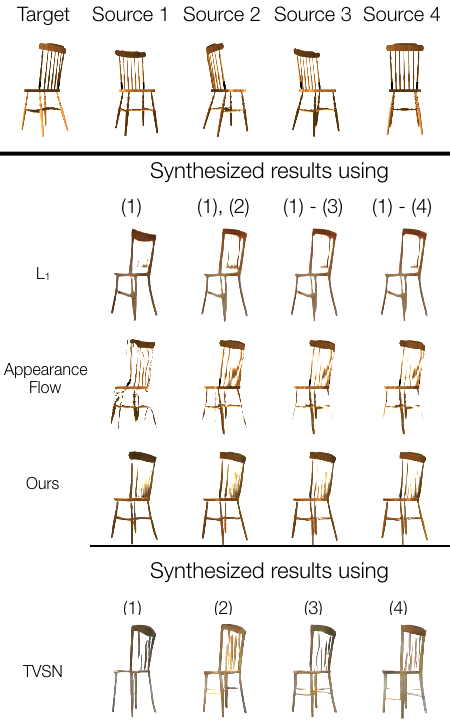 Target Source 1 Source 2 Source 3 Source 4
Synthesized results using
(1) (1), (2) (1) - (3) (1) - (4)
L₁
Appearance
Flow
Ours
Synthesized results using
(1) (2) (3) (4)
TVSN